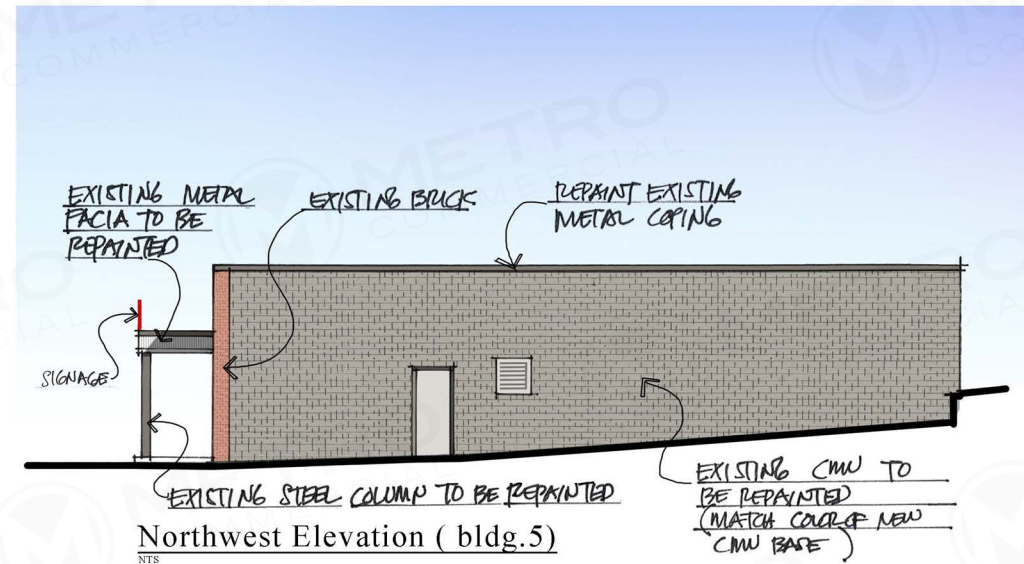 EXISTING METAL
FACIA TO BE
REPAINTED
EXISTING BRICK
REPAINT EXISTING
METAL COPING
SIGNAGE
EXISTING STEEL COLUMN TO BE REPAINTED
EXISTING CMU TO
BE REPAINTED
(MATCH COLOR OF NEW
CMU BASE)
Northwest Elevation ( bldg.5)
NTS
METRO
COMMERCIAL